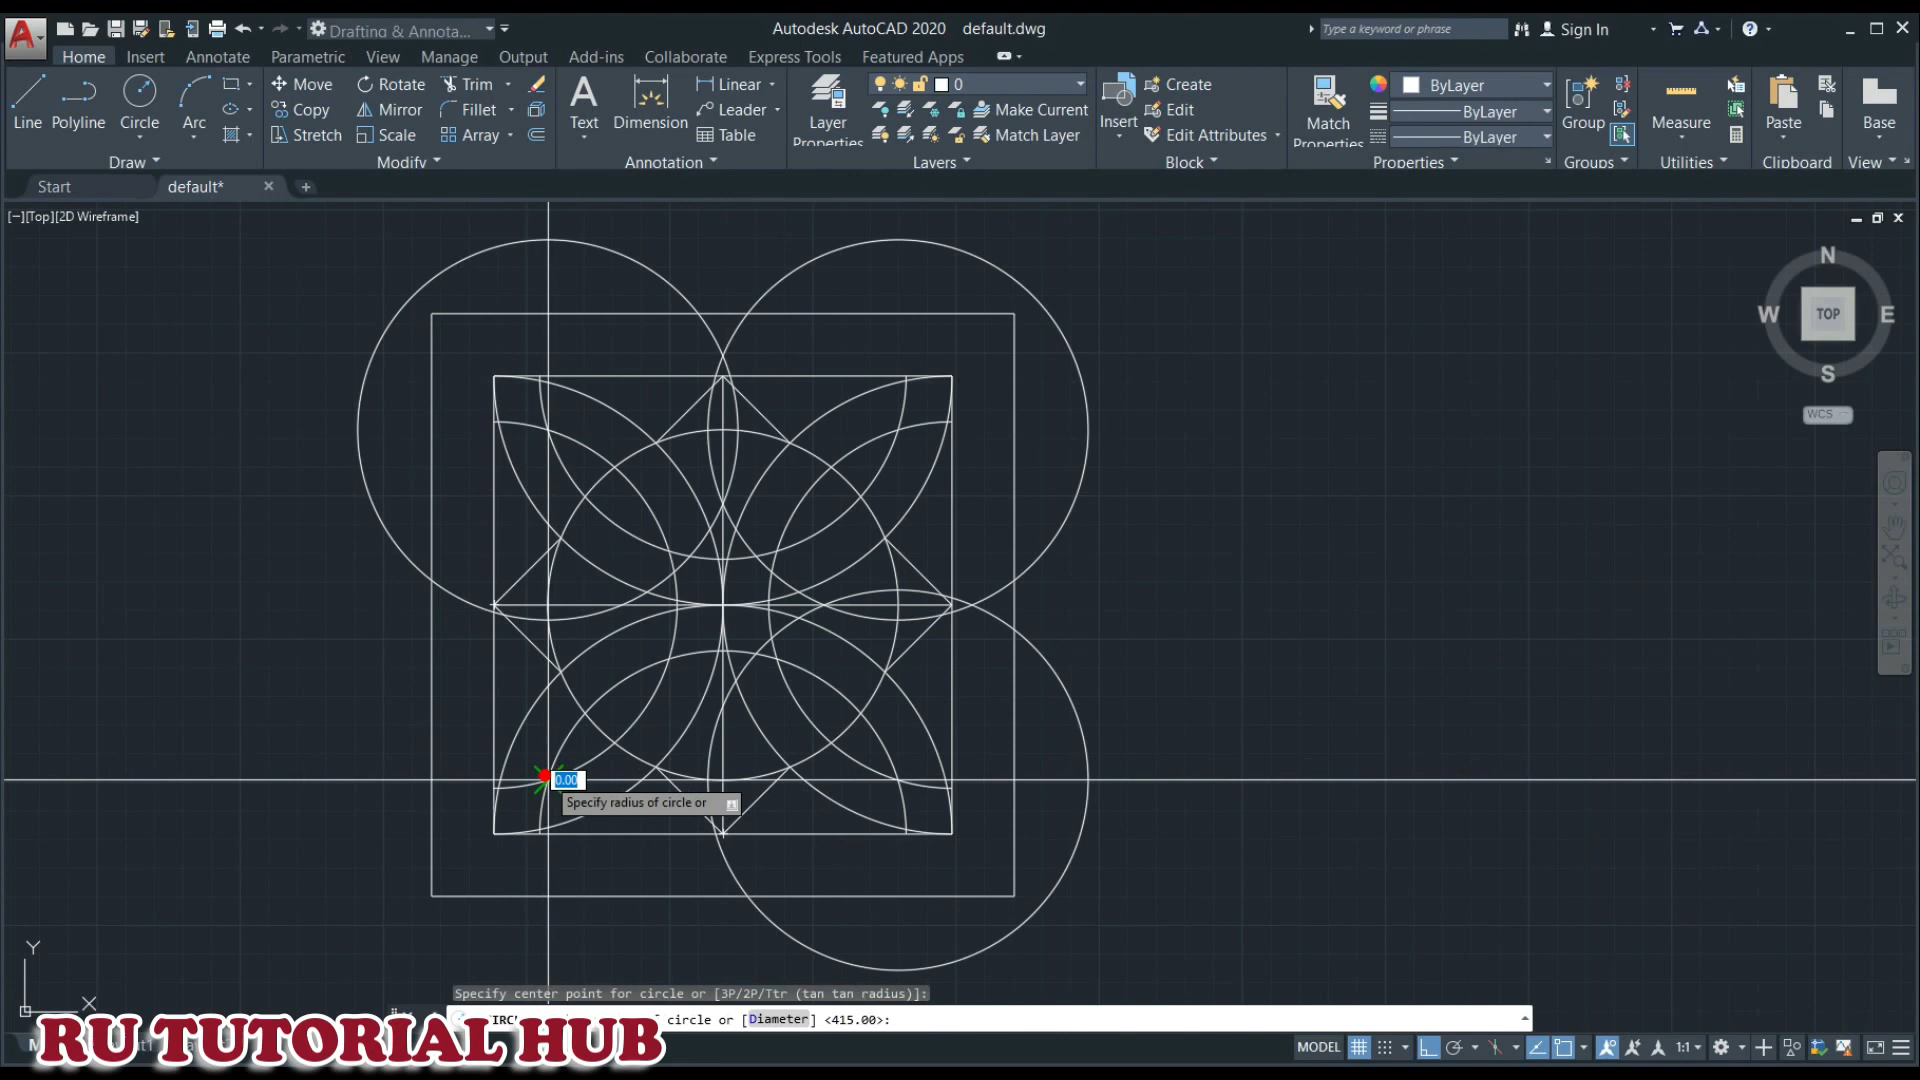 Autodesk AutoCAD 2020 default.dwg
Drafting & Annota...
Type a keyword or phrase
Sign In
Home Insert Annotate Parametric View Manage Output Add-ins Collaborate Express Tools Featured Apps
Line Polyline Circle Arc
Move Rotate Trim
Copy Mirror Fillet
Stretch Scale Array
Text Dimension
Linear
Leader
Table
Layer
Properties
0
Make Current
Match Layer
Insert
Create
Edit
Edit Attributes
Match
Properties
ByLayer
ByLayer
ByLayer
Group
Measure
Paste
Base
Draw Modify Annotation Layers Block Properties Groups Utilities Clipboard View
Start default*
[−][Top][2D Wireframe]
N
W TOP E
S
WCS
0.00
Specify radius of circle or
Y
X
Specify center point for circle or [3P/2P/Ttr (tan tan radius)]:
of circle or [Diameter] <415.00>:
RU TUTORIAL HUB
MODEL 1:1